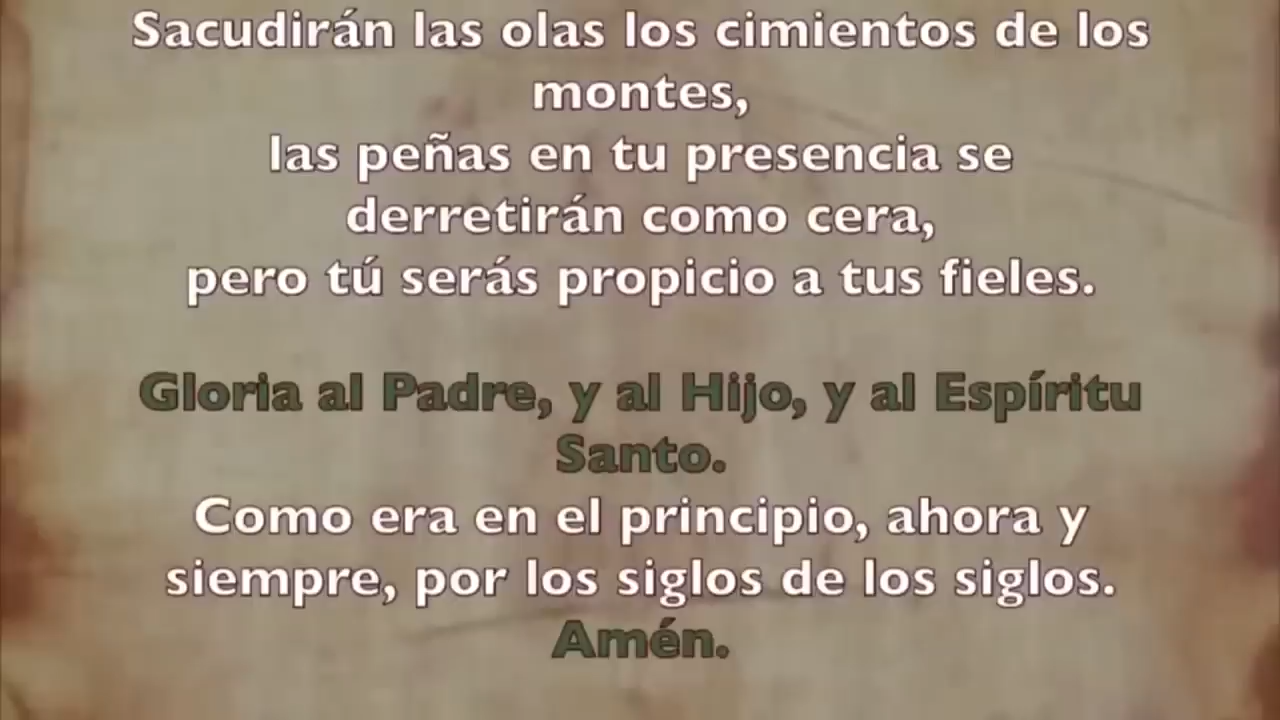 Sacudirán las olas los cimientos de los
montes,
las peñas en tu presencia se
derretirán como cera,
pero tú serás propicio a tus fieles.
Gloria al Padre, y al Hijo, y al Espíritu
Santo.
Como era en el principio, ahora y
siempre, por los siglos de los siglos.
Amén.